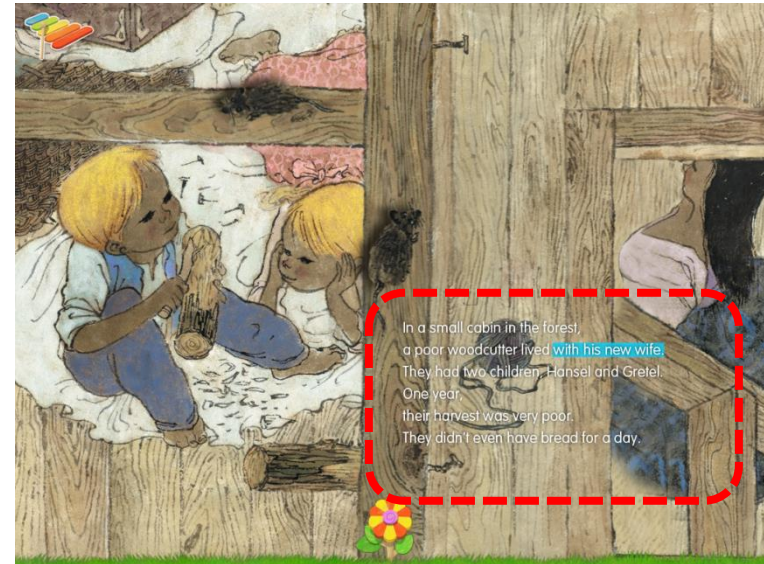 In a small cabin in the forest,
a poor woodcutter lived with his new wife.
They had two children, Hansel and Gretel.
One year,
their harvest was very poor.
They didn't even have bread for a day.